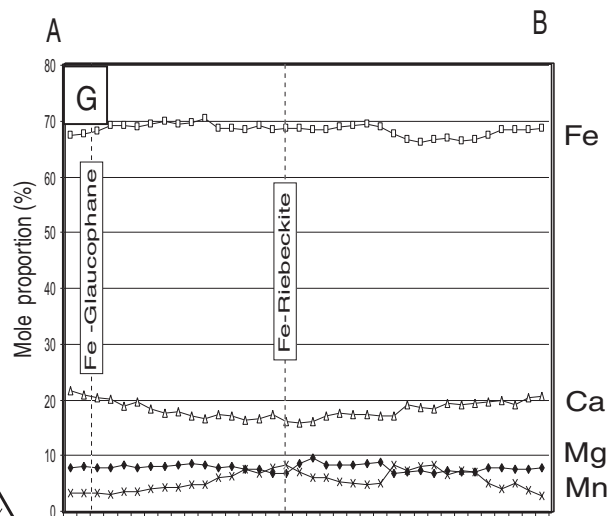 A
B
G
80
70
60
50
40
30
20
10
0
Mole proportion (%)
Fe -Glaucophane
Fe-Riebeckite
Fe
Ca
Mg
Mn